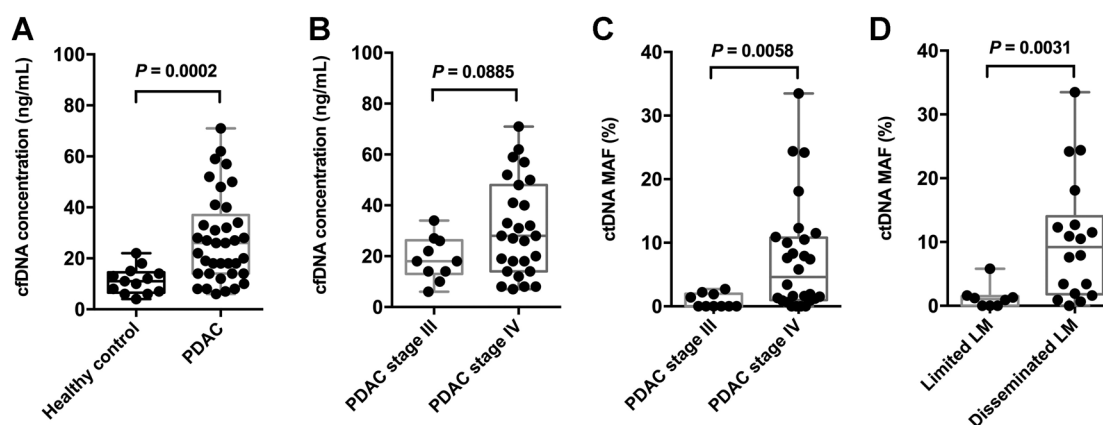 A
cfDNA concentration (ng/mL)
100
80
60
40
20
0
P = 0.0002
Healthy control
PDAC
B
cfDNA concentration (ng/mL)
100
80
60
40
20
0
P = 0.0885
PDAC stage III
PDAC stage IV
C
ctDNA MAF (%)
40
30
20
10
0
P = 0.0058
PDAC stage III
PDAC stage IV
D
ctDNA MAF (%)
40
30
20
10
0
P = 0.0031
Limited LM
Disseminated LM